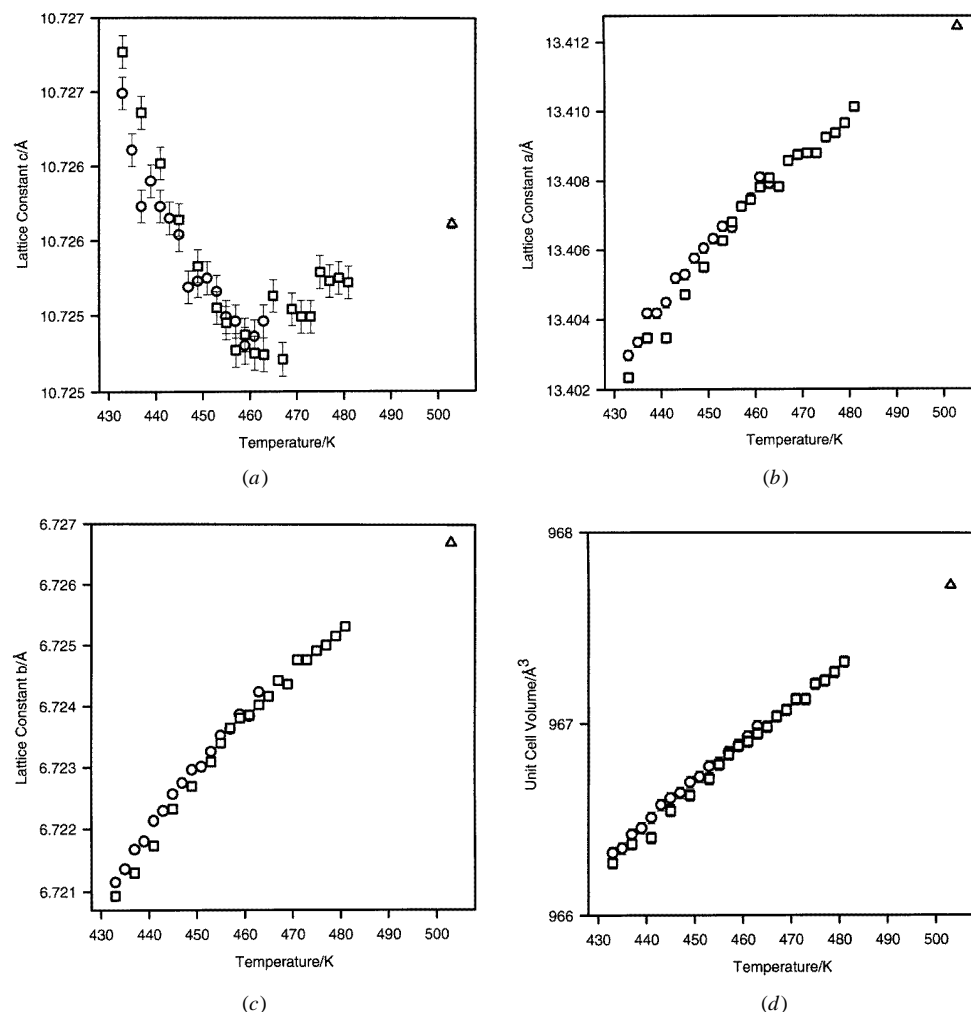 10.727
10.727
10.726
10.726
10.725
10.725
Lattice Constant c/Å
430 440 450 460 470 480 490 500
Temperature/K
(a)
13.412
13.410
13.408
13.406
13.404
13.402
Lattice Constant a/Å
430 440 450 460 470 480 490 500
Temperature/K
(b)
6.727
6.726
6.725
6.724
6.723
6.722
6.721
Lattice Constant b/Å
430 440 450 460 470 480 490 500
Temperature/K
(c)
968
967
966
Unit Cell Volume/Å³
430 440 450 460 470 480 490 500
Temperature/K
(d)